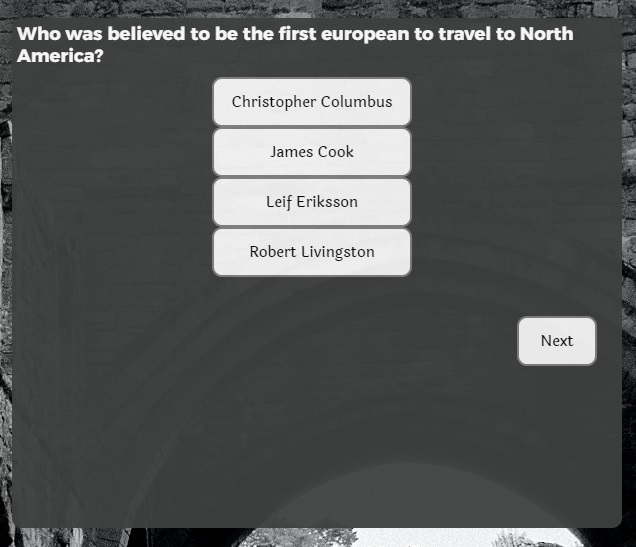 Who was believed to be the first european to travel to North
America?
Christopher Columbus
James Cook
Leif Eriksson
Robert Livingston
Next